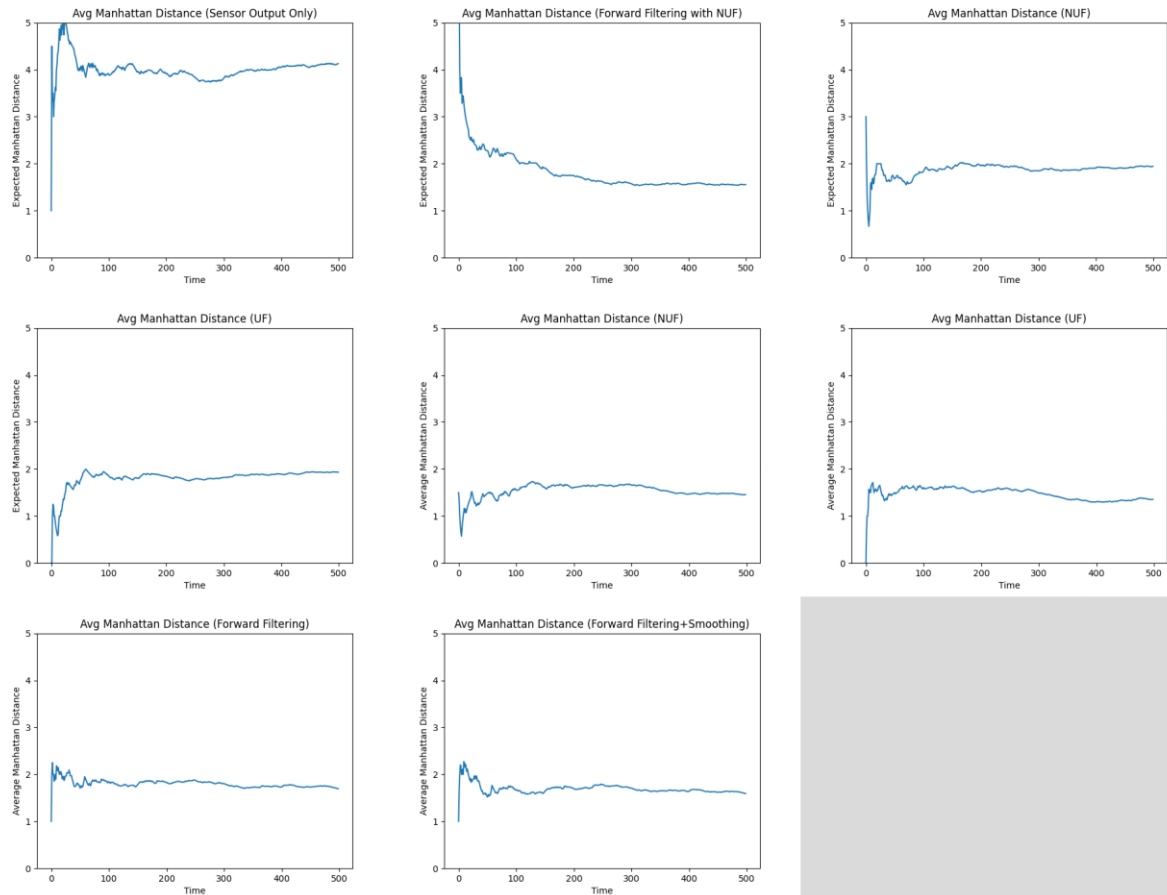 Avg Manhattan Distance (Sensor Output Only)
Expected Manhattan Distance
5
4
3
2
1
0
0 100 200 300 400 500
Time
Avg Manhattan Distance (Forward Filtering with NUF)
Expected Manhattan Distance
5
4
3
2
1
0
0 100 200 300 400 500
Time
Avg Manhattan Distance (NUF)
Expected Manhattan Distance
5
4
3
2
1
0
0 100 200 300 400 500
Time
Avg Manhattan Distance (UF)
Expected Manhattan Distance
5
4
3
2
1
0
0 100 200 300 400 500
Time
Avg Manhattan Distance (NUF)
Average Manhattan Distance
5
4
3
2
1
0
0 100 200 300 400 500
Time
Avg Manhattan Distance (UF)
Average Manhattan Distance
5
4
3
2
1
0
0 100 200 300 400 500
Time
Avg Manhattan Distance (Forward Filtering)
Average Manhattan Distance
5
4
3
2
1
0
0 100 200 300 400 500
Time
Avg Manhattan Distance (Forward Filtering+Smoothing)
Average Manhattan Distance
5
4
3
2
1
0
0 100 200 300 400 500
Time